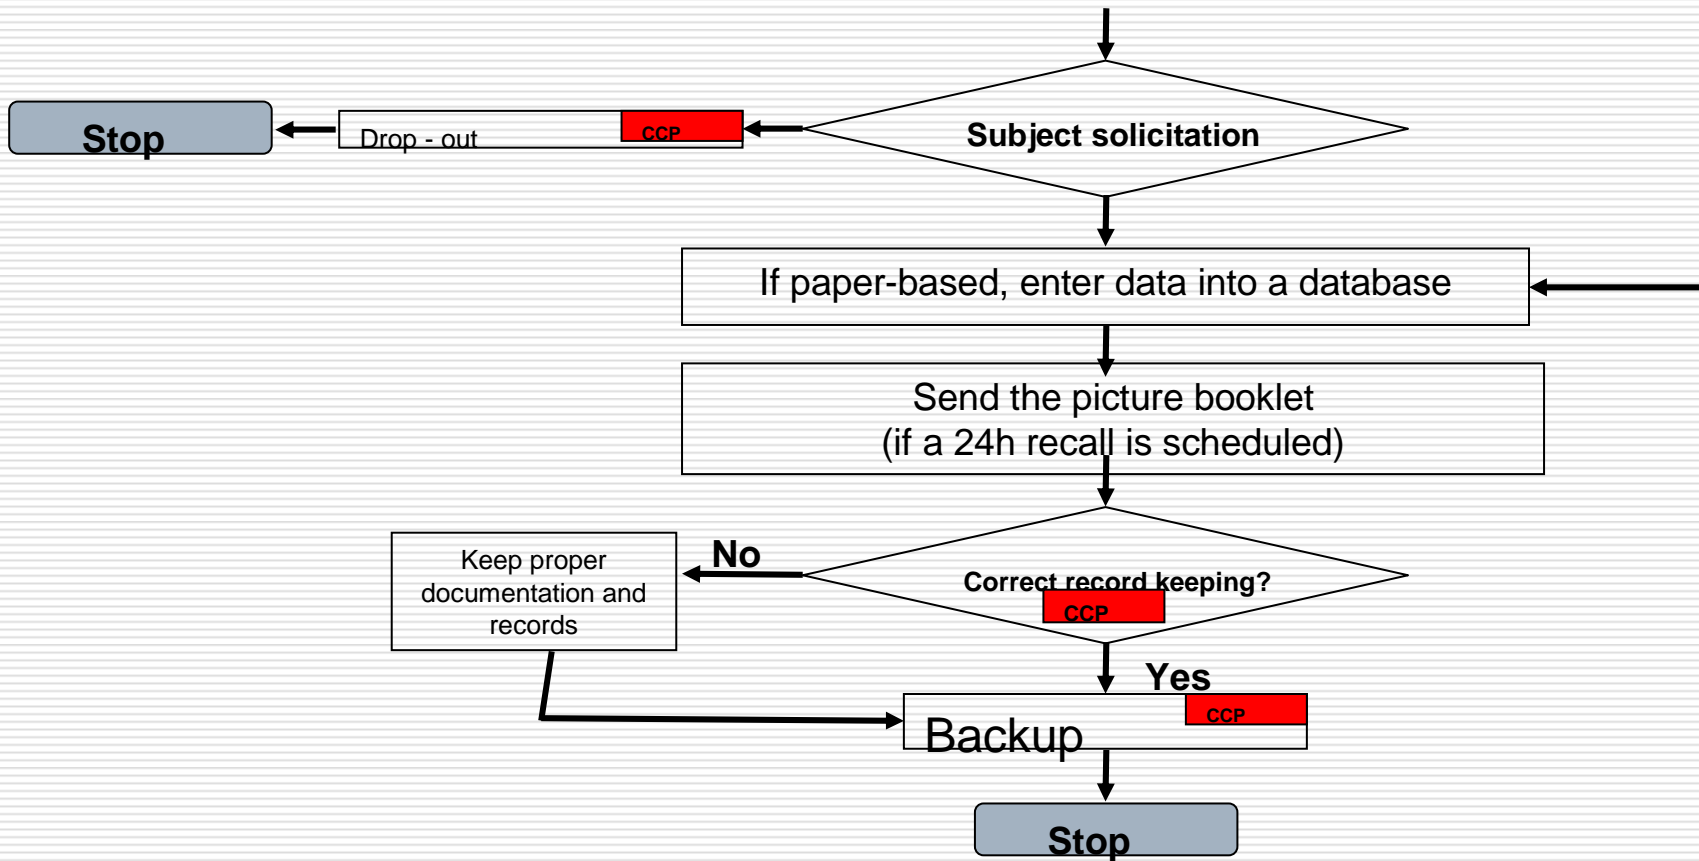 Subject solicitation
Stop
Drop - out
CCP
If paper-based, enter data into a database
Send the picture booklet
(if a 24h recall is scheduled)
Keep proper
documentation and
records
No
Correct record keeping?
CCP
Yes
Backup
CCP
Stop